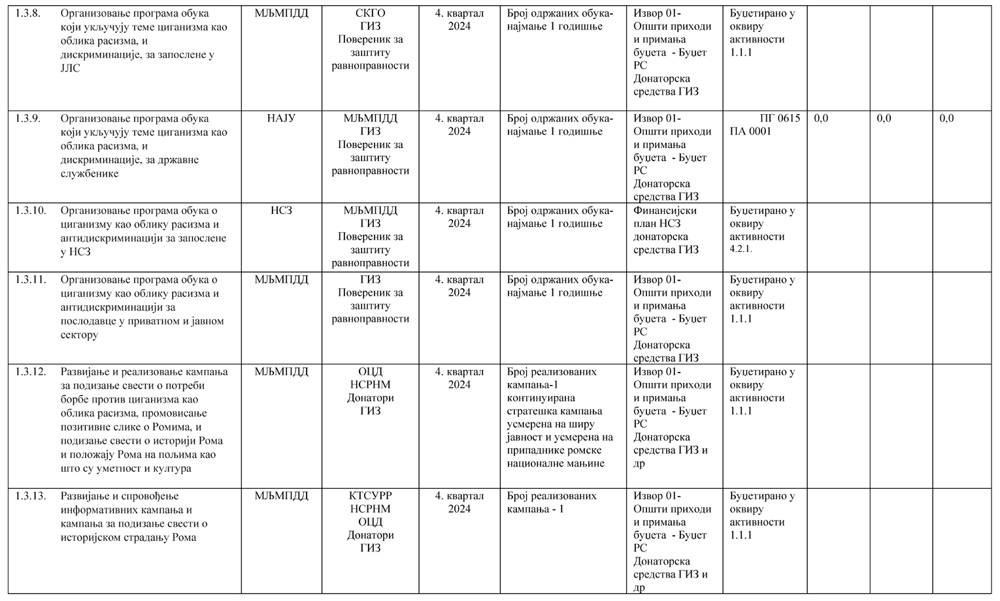 1.3.8. Организовање програма обука
који укључују теме циганизма као
облика расизма, и
дискриминације, за запослене у
ЈЛС
МЉМПДД
СКГО
ГИЗ
Повереник за
заштиту
равноправности
4. квартал
2024
Број одржаних обука-
најмање 1 годишње
Извор 01-
Општи приходи
и примања
буџета - Буџет
РС
Донаторска
средства ГИЗ
Буџетирано у
оквиру
активности
1.1.1
1.3.9. Организовање програма обука
који укључују теме циганизма као
облика расизма, и
дискриминације, за државне
службенике
НАЈУ
МЉМПДД
ГИЗ
Повереник за
заштиту
равноправности
4. квартал
2024
Број одржаних обука-
најмање 1 годишње
Извор 01-
Општи приходи
и примања
буџета - Буџет
РС
Донаторска
средства ГИЗ
ПГ 0615
ПА 0001
0,0
0,0
0,0
1.3.10. Организовање програма обука о
циганизму као облику расизма и
антидискриминацији за запослене
у НСЗ
НСЗ
МЉМПДД
ГИЗ
Повереник за
заштиту
равноправности
4. квартал
2024
Број одржаних обука-
најмање 1 годишње
Финансијски
план НСЗ
донаторска
средства ГИЗ
Буџетирано у
оквиру
активности
4.2.1.
1.3.11. Организовање програма обука о
циганизму као облику расизма и
антидискриминацији за
послодавце у приватном и јавном
сектору
МЉМПДД
ГИЗ
Повереник за
заштиту
равноправности
4. квартал
2024
Број одржаних обука-
најмање 1 годишње
Извор 01-
Општи приходи
и примања
буџета - Буџет
РС
Донаторска
средства ГИЗ
Буџетирано у
оквиру
активности
1.1.1
1.3.12. Развијање и реализовање кампања
за подизање свести о потреби
борбе против циганизма као
облика расизма, промовисање
позитивне слике о Ромима, и
подизање свести о историји Рома
и положају Рома на пољима као
што су уметност и култура
МЉМПДД
ОЦД
НСРНМ
Донатори
ГИЗ
4. квартал
2024
Број реализованих
кампања-1
континуирана
стратешка кампања
усмерена на ширу
јавност и усмерена на
припаднике ромске
националне мањине
Извор 01-
Општи приходи
и примања
буџета - Буџет
РС
Донаторска
средства ГИЗ и
др
Буџетирано у
оквиру
активности
1.1.1
1.3.13. Развијање и спровођење
информативних кампања и
кампања за подизање свести о
историјском страдању Рома
МЉМПДД
КТСУРР
НСРНМ
ОЦД
Донатори
ГИЗ
4. квартал
2024
Број реализованих
кампања - 1
Извор 01-
Општи приходи
и примања
буџета - Буџет
РС
Донаторска
средства ГИЗ и
др
Буџетирано у
оквиру
активности
1.1.1